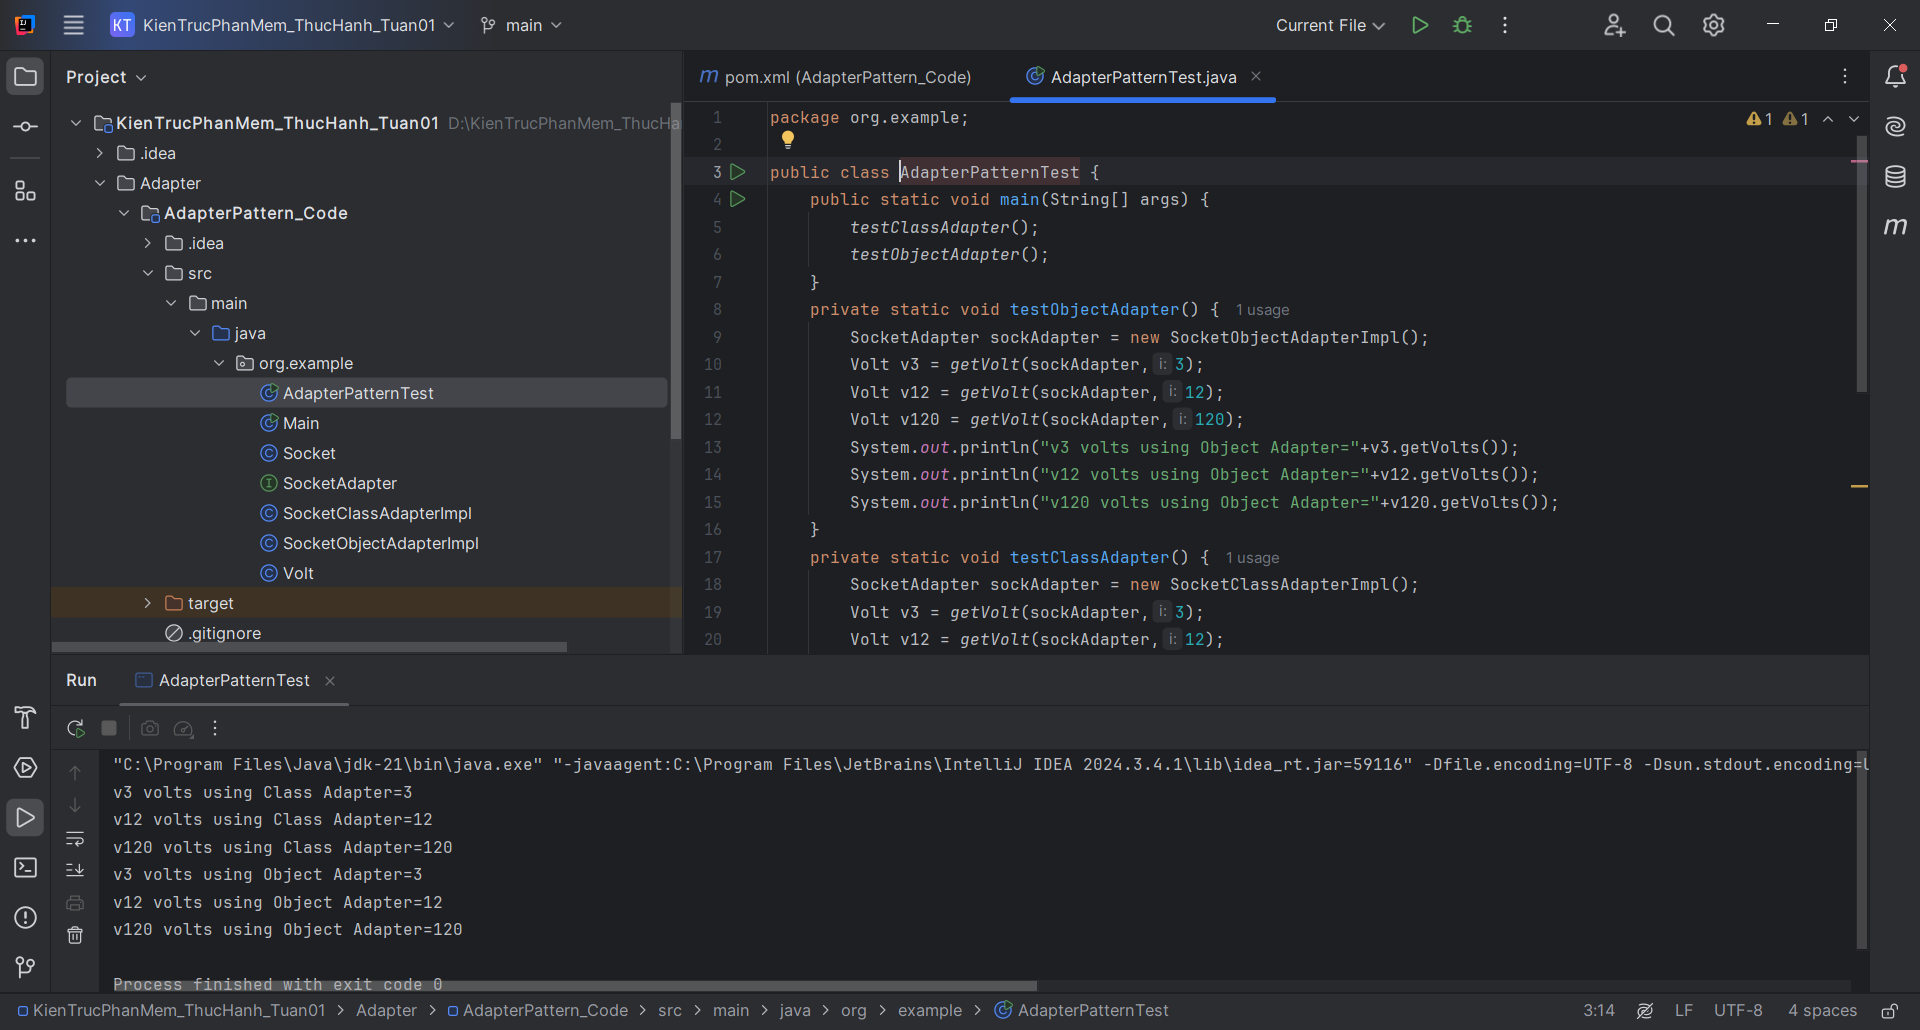 KT KienTrucPhanMem_ThucHanh_Tuan01 main Current File
Project
KienTrucPhanMem_ThucHanh_Tuan01 D:\KienTrucPhanMem_ThucHa
.idea
Adapter
AdapterPattern_Code
.idea
src
main
java
org.example
AdapterPatternTest
Main
Socket
SocketAdapter
SocketClassAdapterImpl
SocketObjectAdapterImpl
Volt
target
.gitignore
m pom.xml (AdapterPattern_Code) AdapterPatternTest.java
1 package org.example; 1 1
2
3 public class AdapterPatternTest {
4 public static void main(String[] args) {
5 testClassAdapter();
6 testObjectAdapter();
7 }
8 private static void testObjectAdapter() { 1 usage
9 SocketAdapter sockAdapter = new SocketObjectAdapterImpl();
10 Volt v3 = getVolt(sockAdapter, i: 3);
11 Volt v12 = getVolt(sockAdapter, i: 12);
12 Volt v120 = getVolt(sockAdapter, i: 120);
13 System.out.println("v3 volts using Object Adapter="+v3.getVolts());
14 System.out.println("v12 volts using Object Adapter="+v12.getVolts());
15 System.out.println("v120 volts using Object Adapter="+v120.getVolts());
16 }
17 private static void testClassAdapter() { 1 usage
18 SocketAdapter sockAdapter = new SocketClassAdapterImpl();
19 Volt v3 = getVolt(sockAdapter, i: 3);
20 Volt v12 = getVolt(sockAdapter, i: 12);
m
Run AdapterPatternTest
"C:\Program Files\Java\jdk-21\bin\java.exe" "-javaagent:C:\Program Files\JetBrains\IntelliJ IDEA 2024.3.4.1\lib\idea_rt.jar=59116" -Dfile.encoding=UTF-8 -Dsun.stdout.encoding=
v3 volts using Class Adapter=3
v12 volts using Class Adapter=12
v120 volts using Class Adapter=120
v3 volts using Object Adapter=3
v12 volts using Object Adapter=12
v120 volts using Object Adapter=120
Process finished with exit code 0
KienTrucPhanMem_ThucHanh_Tuan01 > Adapter > AdapterPattern_Code > src > main > java > org > example > AdapterPatternTest 3:14 LF UTF-8 4 spaces